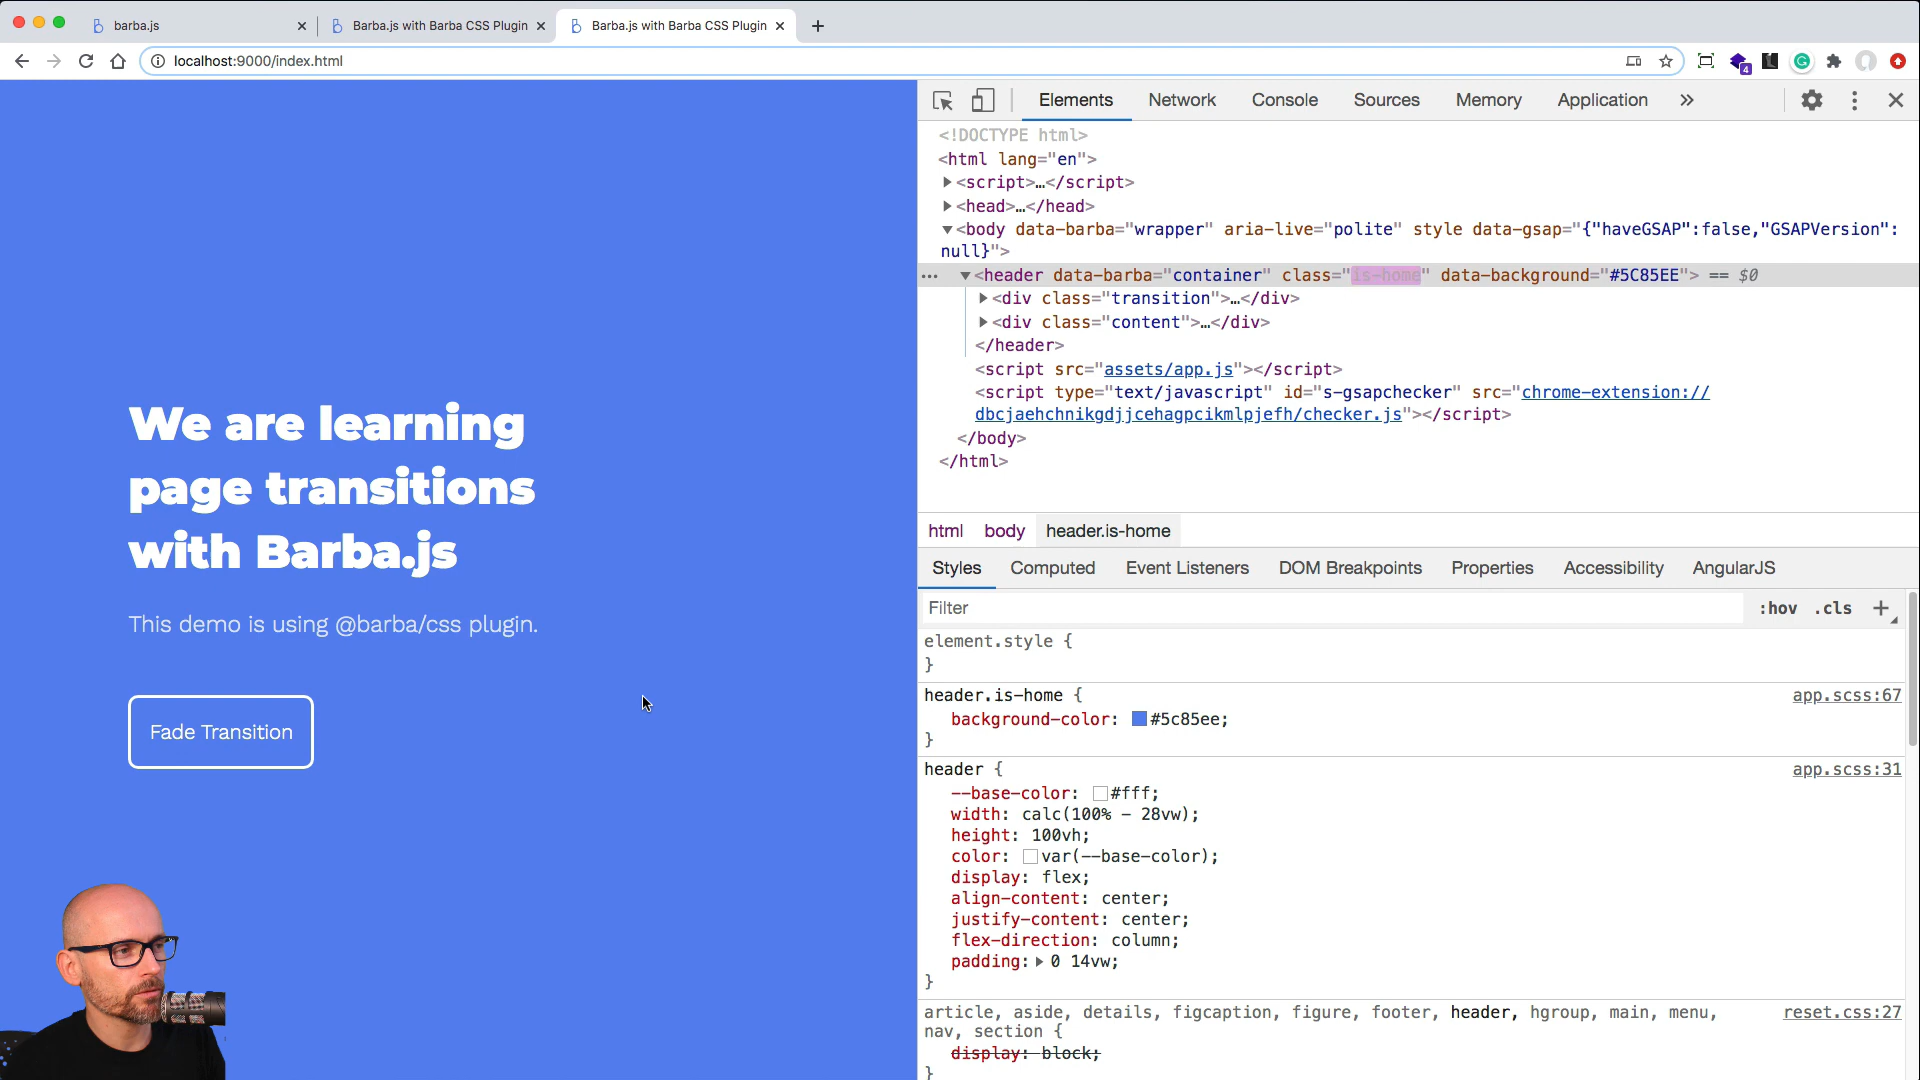 barba.js
Barba.js with Barba CSS Plugin
Barba.js with Barba CSS Plugin
localhost:9000/index.html
4
We are learning
page transitions
with Barba.js
This demo is using @barba/css plugin.
Fade Transition
Elements Network Console Sources Memory Application »
<!DOCTYPE html>
<html lang="en">
<script>…</script>
<head>…</head>
<body data-barba="wrapper" aria-live="polite" style data-gsap="{"haveGSAP":false,"GSAPVersion":
null}">
<header data-barba="container" class="is-home" data-background="#5C85EE"> == $0
<div class="transition">…</div>
<div class="content">…</div>
</header>
<script src="assets/app.js"></script>
<script type="text/javascript" id="s-gsapchecker" src="chrome-extension://
dbcjaehchnikgdjjcehagpcikmlpjefh/checker.js"></script>
</body>
</html>
html body header.is-home
Styles Computed Event Listeners DOM Breakpoints Properties Accessibility AngularJS
Filter :hov .cls +
element.style {
}
header.is-home { app.scss:67
background-color: #5c85ee;
}
header { app.scss:31
--base-color: #fff;
width: calc(100% - 28vw);
height: 100vh;
color: var(--base-color);
display: flex;
align-content: center;
justify-content: center;
flex-direction: column;
padding: 0 14vw;
}
article, aside, details, figcaption, figure, footer, header, hgroup, main, menu, reset.css:27
nav, section {
display: block;
}